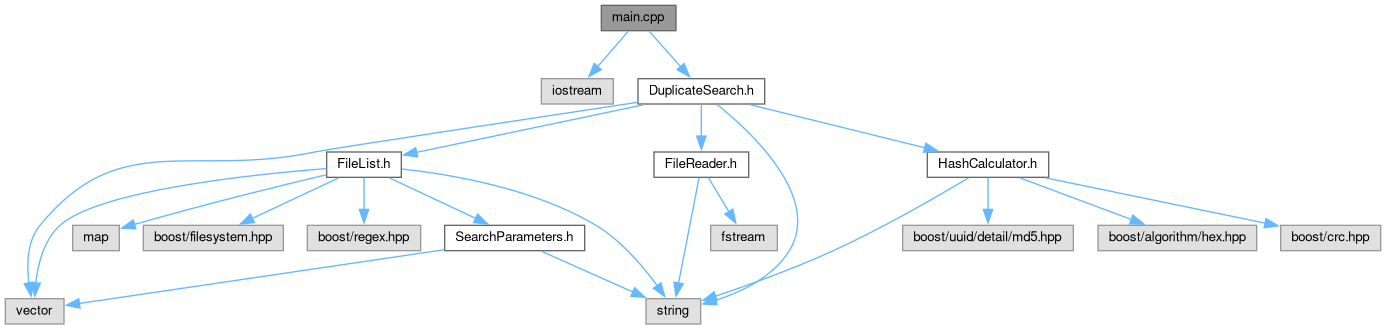 main.cpp
iostream
DuplicateSearch.h
FileList.h
FileReader.h
HashCalculator.h
map
boost/filesystem.hpp
boost/regex.hpp
SearchParameters.h
fstream
boost/uuid/detail/md5.hpp
boost/algorithm/hex.hpp
boost/crc.hpp
vector
string